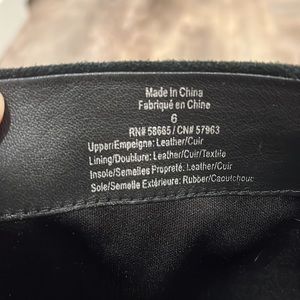 Made In China
Fabriqué en Chine
6
RN# 58665 / CN# 57963
Upper/Empeigne: Leather/Cuir
Lining/Doublure: Leather/Cuir/Textile
Insole/Semelles Propreté: Leather/Cuir
Sole/Semelle Extérieure: Rubber/Caoutchouc